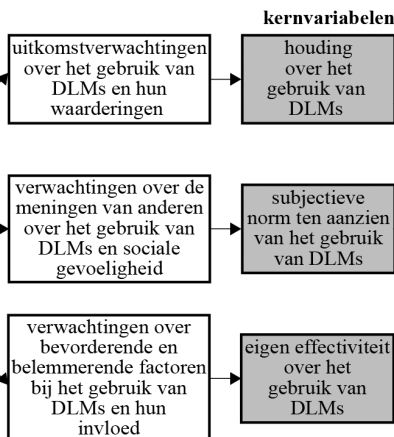 kernvariabelen
uitkomstverwachtingen
over het gebruik van
DLMs en hun
waarderingen
houding
over het
gebruik van
DLMs
verwachtingen over de
meningen van anderen
over het gebruik van
DLMs en sociale
gevoeligheid
subjectieve
norm ten aanzien
van het gebruik
van DLMs
verwachtingen over
bevorderende en
belemmerende factoren
bij het gebruik van
DLMs en hun
invloed
eigen effectiviteit
over het
gebruik van
DLMs